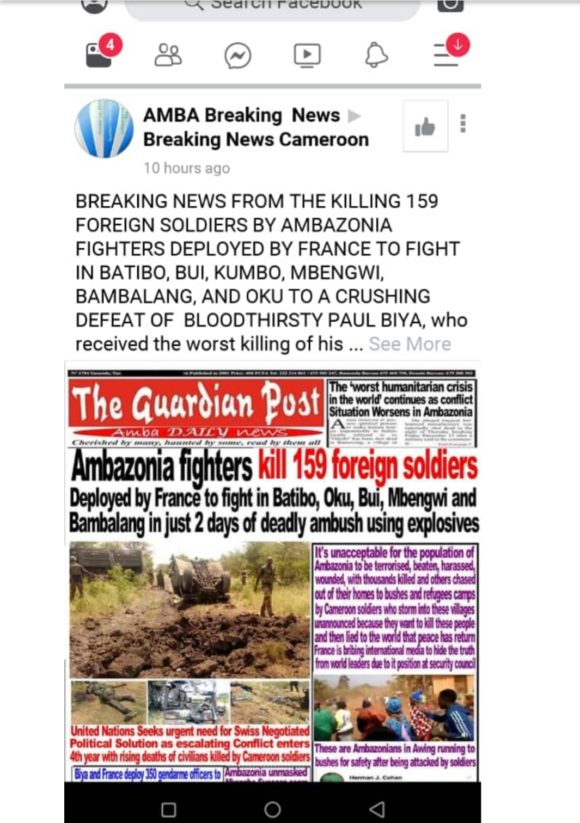 Search Facebook
4
AMBA Breaking News
Breaking News Cameroon
10 hours ago
BREAKING NEWS FROM THE KILLING 159
FOREIGN SOLDIERS BY AMBAZONIA
FIGHTERS DEPLOYED BY FRANCE TO FIGHT
IN BATIBO, BUI, KUMBO, MBENGWI,
BAMBALANG, AND OKU TO A CRUSHING
DEFEAT OF BLOODTHIRSTY PAUL BIYA, who
received the worst killing of his ... See More
The Guardian Post
Amba DAILY news
Cherished by many, haunted by some, read by them all
The 'worst humanitarian crisis
in the world' continues as conflict
Situation Worsens in Ambazonia
Ambazonia fighters kill 159 foreign soldiers
Deployed by France to fight in Batibo, Oku, Bui, Mbengwi and
Bambalang in just 2 days of deadly ambush using explosives
It's unacceptable for the population of
Ambazonia to be terrorised, beaten, harassed,
wounded, with thousands killed and others chased
out of their homes to bushes and refugees camps
by Cameroon soldiers who storm into these villages
unannounced because they want to kill these people
and then lied to the world that peace has return
France is bribing international media to hide the truth
from world leaders due to it position at security council
United Nations Seeks urgent need for Swiss Negotiated
Political Solution as escalating Conflict enters
4th year with rising deaths of civilians killed by Cameroon soldiers
These are Ambazonians in Awing running to
bushes for safety after being attacked by soldiers
Biya and France deploy 350 gendarme officers to
Ambazonia unmasked
Herman J. Cohen